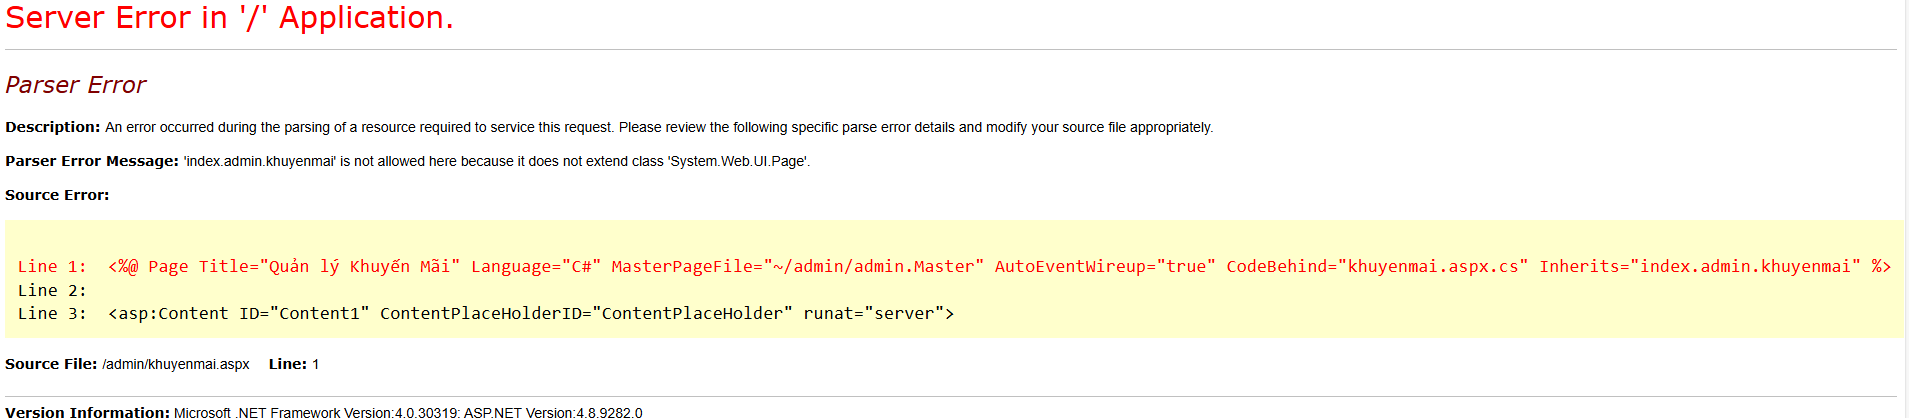 Server Error in '/' Application.
Parser Error
Description: An error occurred during the parsing of a resource required to service this request. Please review the following specific parse error details and modify your source file appropriately.
Parser Error Message: 'index.admin.khuyenmai' is not allowed here because it does not extend class 'System.Web.UI.Page'.
Source Error:
Line 1:  <%@ Page Title="Quản lý Khuyến Mãi" Language="C#" MasterPageFile="~/admin/admin.Master" AutoEventWireup="true" CodeBehind="khuyenmai.aspx.cs" Inherits="index.admin.khuyenmai" %>
Line 2:
Line 3:  <asp:Content ID="Content1" ContentPlaceHolderID="ContentPlaceHolder" runat="server">
Source File: /admin/khuyenmai.aspx    Line: 1
Version Information: Microsoft .NET Framework Version:4.0.30319; ASP.NET Version:4.8.9282.0